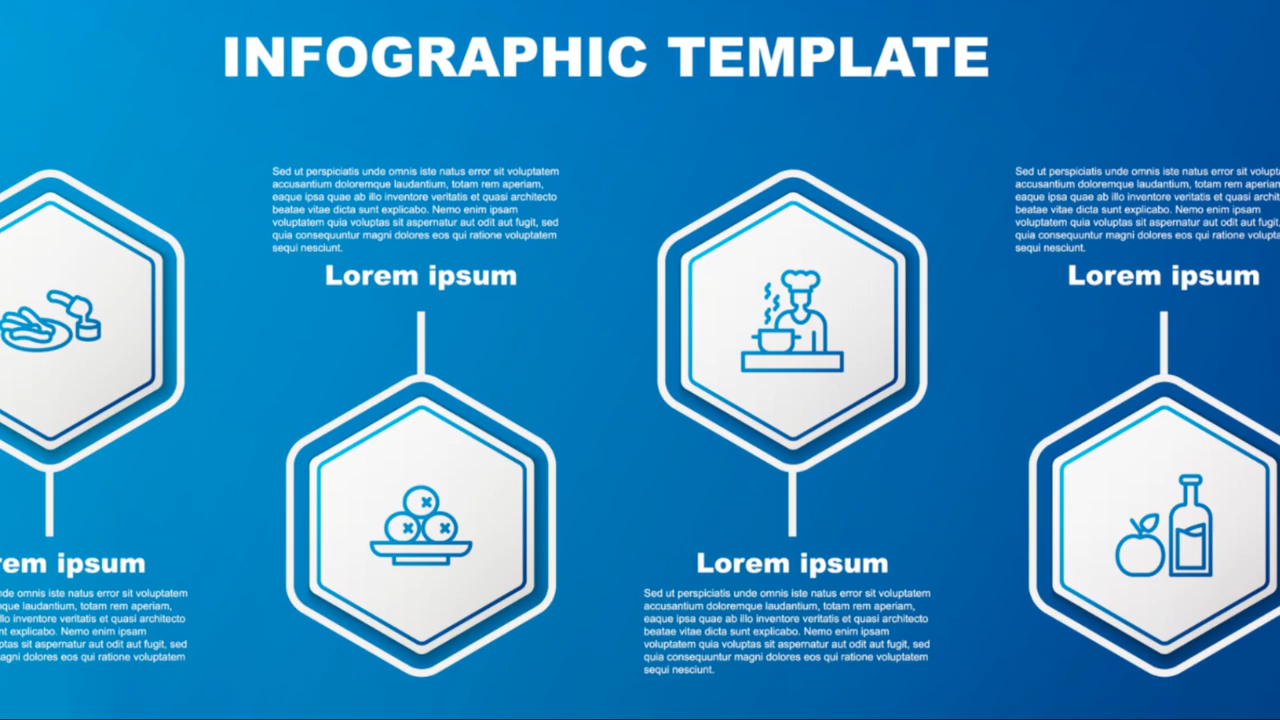 INFOGRAPHIC TEMPLATE
Sed ut perspiciatis unde omnis iste natus error sit voluptatem
accusantium doloremque laudantium, totam rem aperiam,
eaque ipsa quae ab illo inventore veritatis et quasi architecto
beatae vitae dicta sunt explicabo. Nemo enim ipsam
voluptatem quia voluptas sit aspernatur aut odit aut fugit, sed
quia consequuntur magni dolores eos qui ratione voluptatem
sequi nesciunt.
Lorem ipsum
Sed ut perspiciatis unde omnis iste natus error sit
accusantium doloremque laudantium, totam rem
eaque ipsa quae ab illo inventore veritatis et quasi
beatae vitae dicta sunt explicabo. Nemo enim ipsam
voluptatem quia voluptas sit aspernatur aut odit aut fugit,
quia consequuntur magni dolores eos qui ratione
sequi nesciunt.
Lorem ipsum
ipsum
omnis iste natus error sit voluptatem
laudantium, totam rem aperiam,
inventore veritatis et quasi architecto
explicabo. Nemo enim ipsam
sit aspernatur aut odit aut fugit, sed
dolores eos qui ratione voluptatem
Lorem ipsum
Sed ut perspiciatis unde omnis iste natus error sit voluptatem
accusantium doloremque laudantium, totam rem aperiam,
eaque ipsa quae ab illo inventore veritatis et quasi architecto
beatae vitae dicta sunt explicabo. Nemo enim ipsam
voluptatem quia voluptas sit aspernatur aut odit aut fugit, sed
quia consequuntur magni dolores eos qui ratione voluptatem
sequi nesciunt.